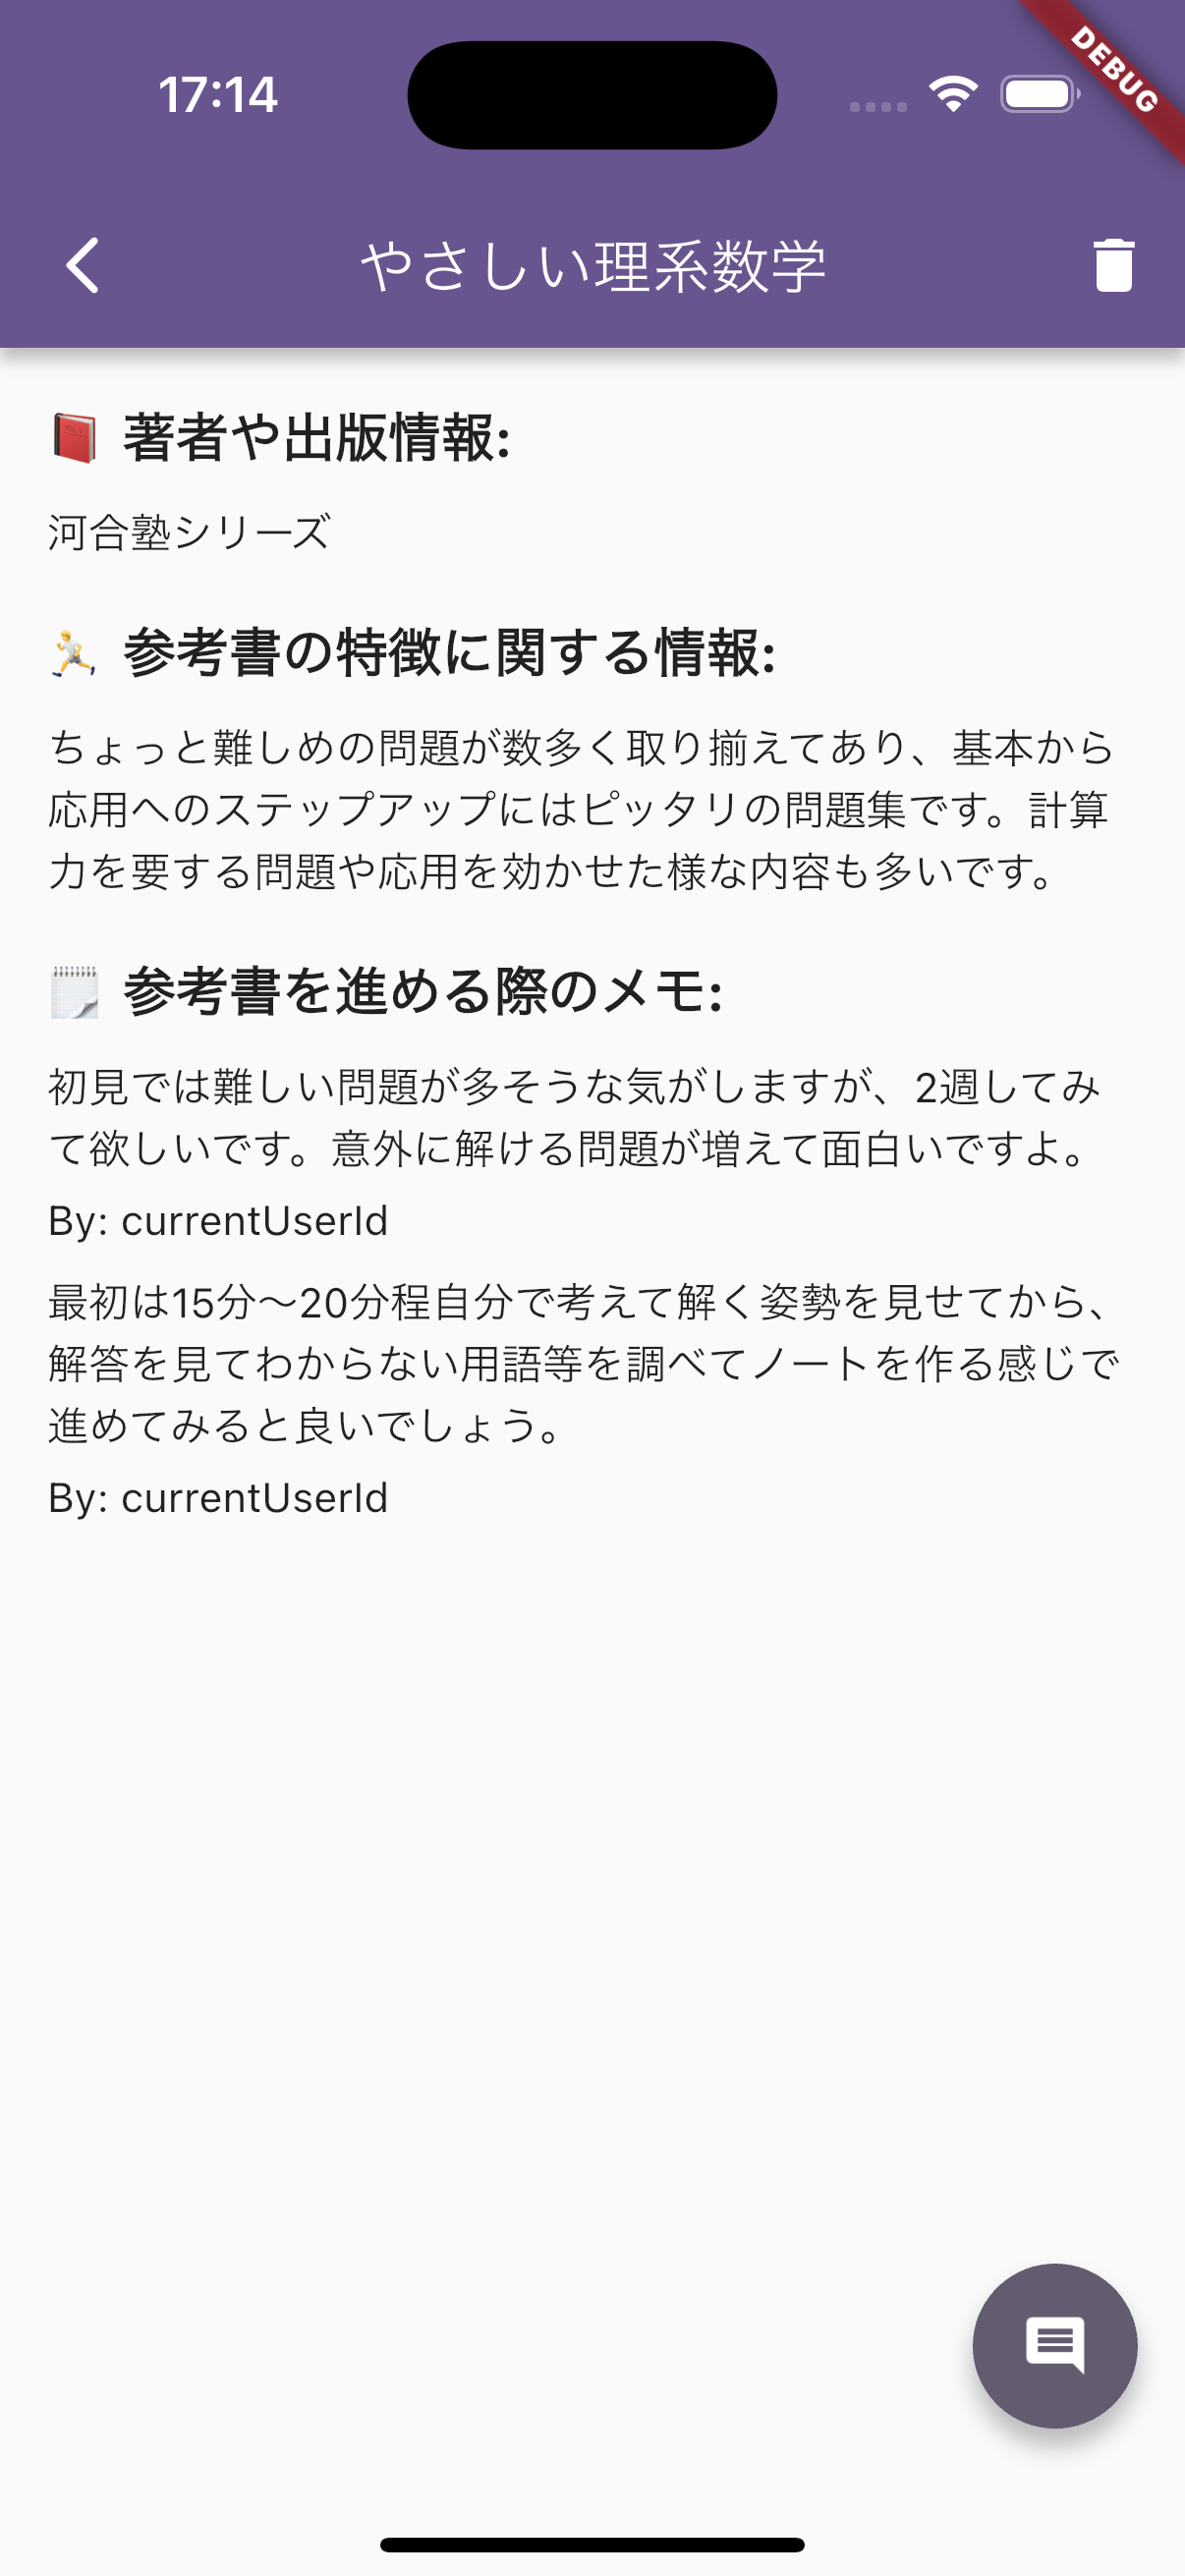 17:14
DEBUG
やさしい理系数学
著者や出版情報:
河合塾シリーズ
参考書の特徴に関する情報:
ちょっと難しめの問題が数多く取り揃えてあり、基本から
応用へのステップアップにはピッタリの問題集です。計算
力を要する問題や応用を効かせた様な内容も多いです。
参考書を進める際のメモ:
初見では難しい問題が多そうな気がしますが、2週してみ
て欲しいです。意外に解ける問題が増えて面白いですよ。
By: currentUserId
最初は15分〜20分程自分で考えて解く姿勢を見せてから、
解答を見てわからない用語等を調べてノートを作る感じで
進めてみると良いでしょう。
By: currentUserId